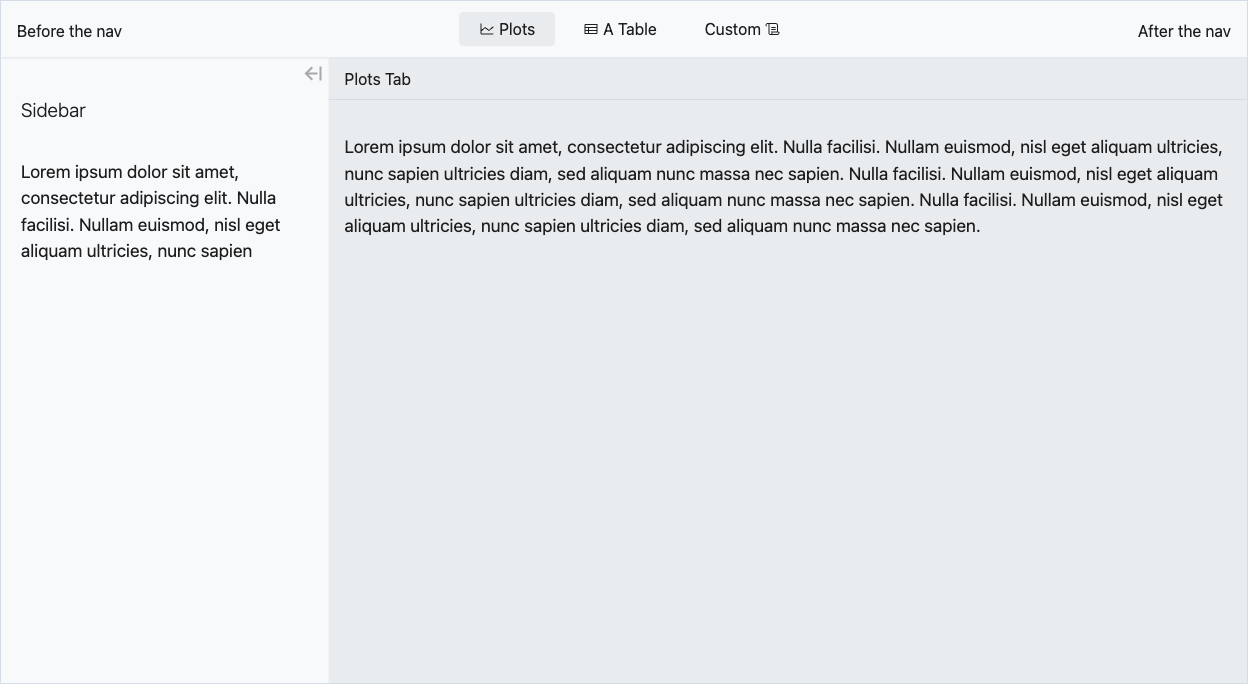 Before the nav
Plots
A Table
Custom
After the nav
Sidebar
Lorem ipsum dolor sit amet,
consectetur adipiscing elit. Nulla
facilisi. Nullam euismod, nisl eget
aliquam ultricies, nunc sapien
Plots Tab
Lorem ipsum dolor sit amet, consectetur adipiscing elit. Nulla facilisi. Nullam euismod, nisl eget aliquam ultricies,
nunc sapien ultricies diam, sed aliquam nunc massa nec sapien. Nulla facilisi. Nullam euismod, nisl eget aliquam
ultricies, nunc sapien ultricies diam, sed aliquam nunc massa nec sapien. Nulla facilisi. Nullam euismod, nisl eget
aliquam ultricies, nunc sapien ultricies diam, sed aliquam nunc massa nec sapien.